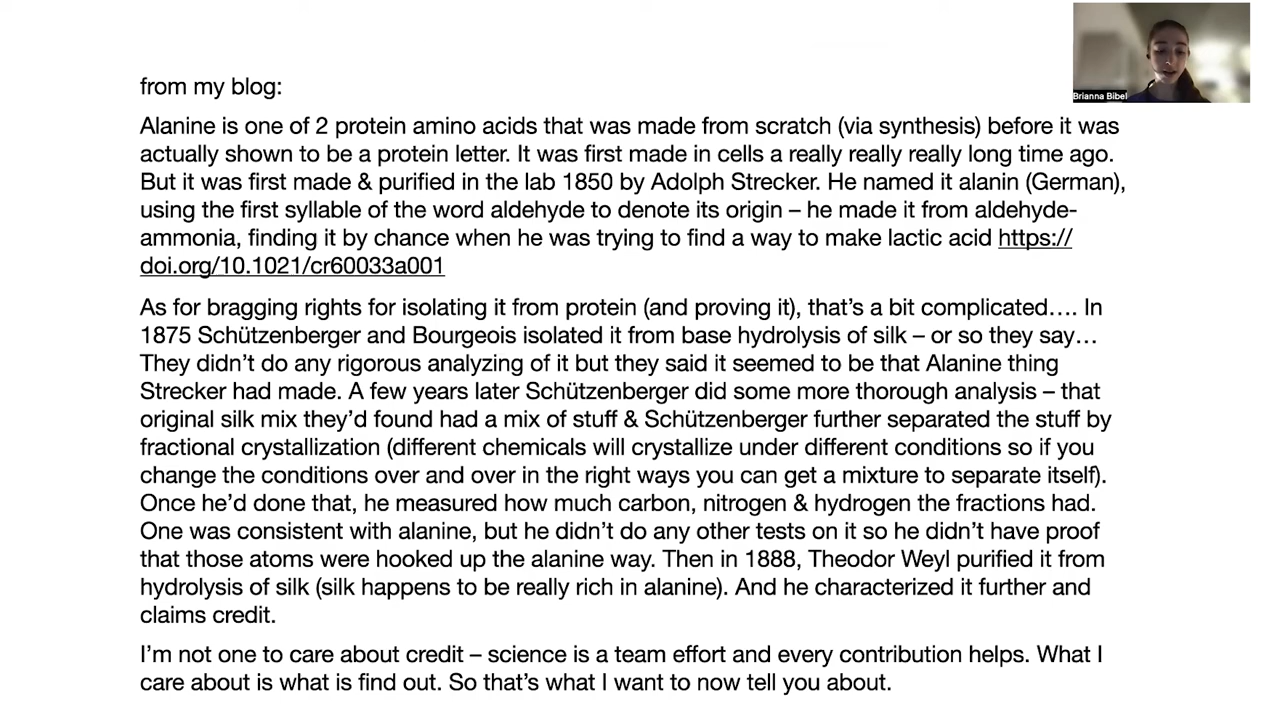 from my blog:
Alanine is one of 2 protein amino acids that was made from scratch (via synthesis) before it was
actually shown to be a protein letter. It was first made in cells a really really really long time ago.
But it was first made & purified in the lab 1850 by Adolph Strecker. He named it alanin (German),
using the first syllable of the word aldehyde to denote its origin – he made it from aldehyde-
ammonia, finding it by chance when he was trying to find a way to make lactic acid https://
doi.org/10.1021/cr60033a001
As for bragging rights for isolating it from protein (and proving it), that’s a bit complicated…. In
1875 Schützenberger and Bourgeois isolated it from base hydrolysis of silk – or so they say…
They didn’t do any rigorous analyzing of it but they said it seemed to be that Alanine thing
Strecker had made. A few years later Schützenberger did some more thorough analysis – that
original silk mix they’d found had a mix of stuff & Schützenberger further separated the stuff by
fractional crystallization (different chemicals will crystallize under different conditions so if you
change the conditions over and over in the right ways you can get a mixture to separate itself).
Once he’d done that, he measured how much carbon, nitrogen & hydrogen the fractions had.
One was consistent with alanine, but he didn’t do any other tests on it so he didn’t have proof
that those atoms were hooked up the alanine way. Then in 1888, Theodor Weyl purified it from
hydrolysis of silk (silk happens to be really rich in alanine). And he characterized it further and
claims credit.
I’m not one to care about credit – science is a team effort and every contribution helps. What I
care about is what is find out. So that’s what I want to now tell you about.
Brianna Bibel